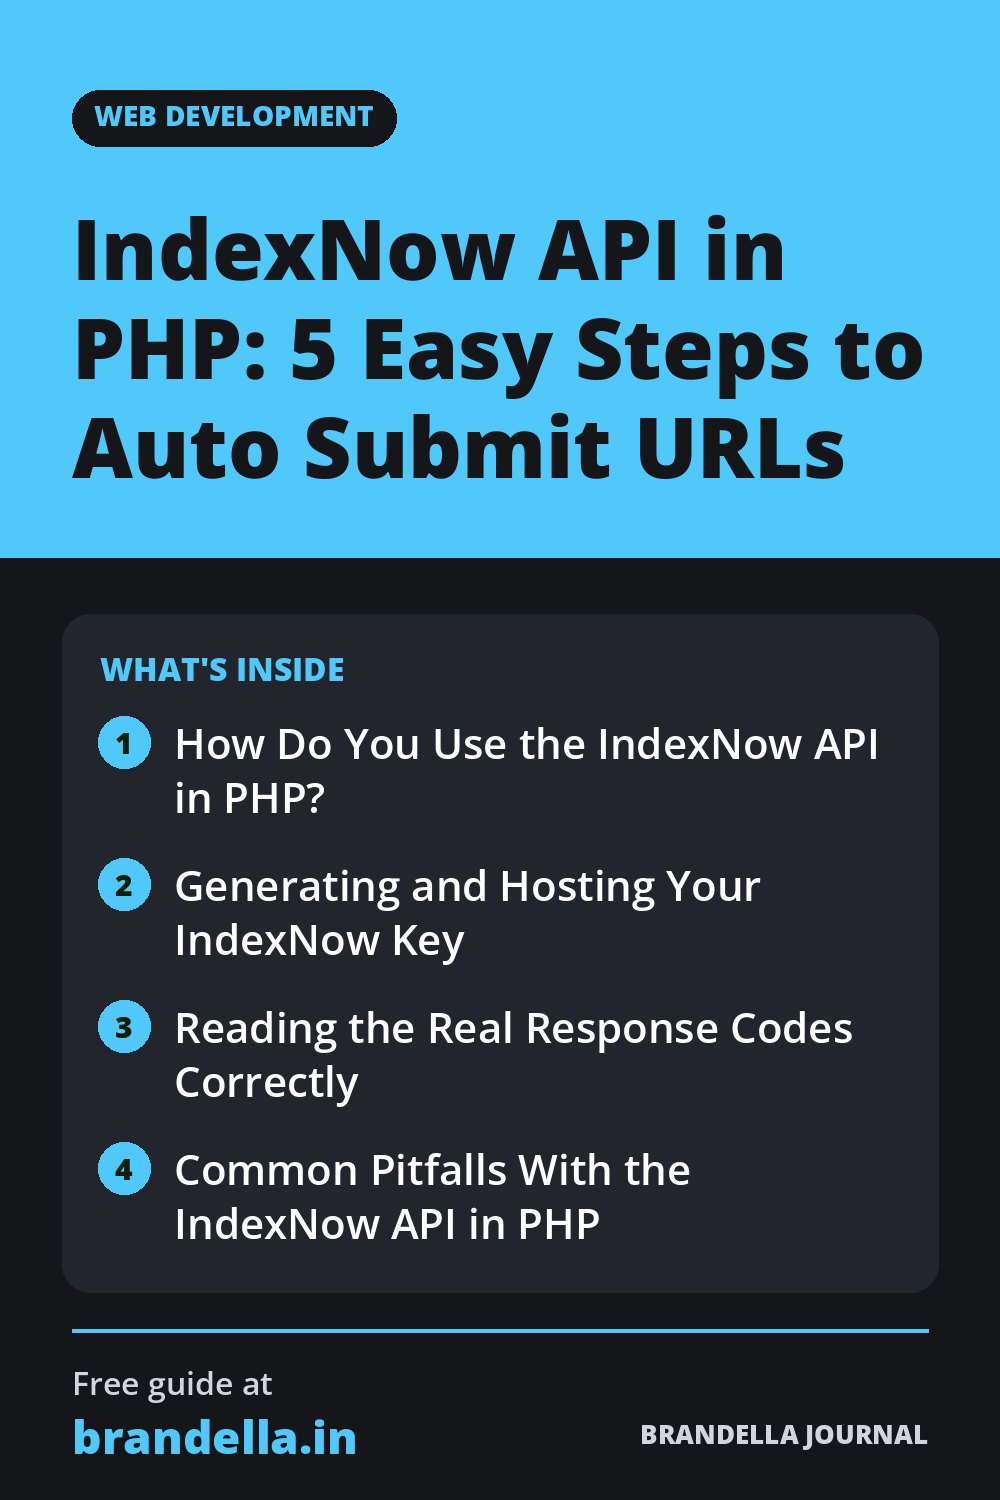 WEB DEVELOPMENT
IndexNow API in
PHP: 5 Easy Steps to
Auto Submit URLs
WHAT'S INSIDE
1 How Do You Use the IndexNow API
in PHP?
2 Generating and Hosting Your
IndexNow Key
3 Reading the Real Response Codes
Correctly
4 Common Pitfalls With the
IndexNow API in PHP
Free guide at
brandella.in
BRANDELLA JOURNAL